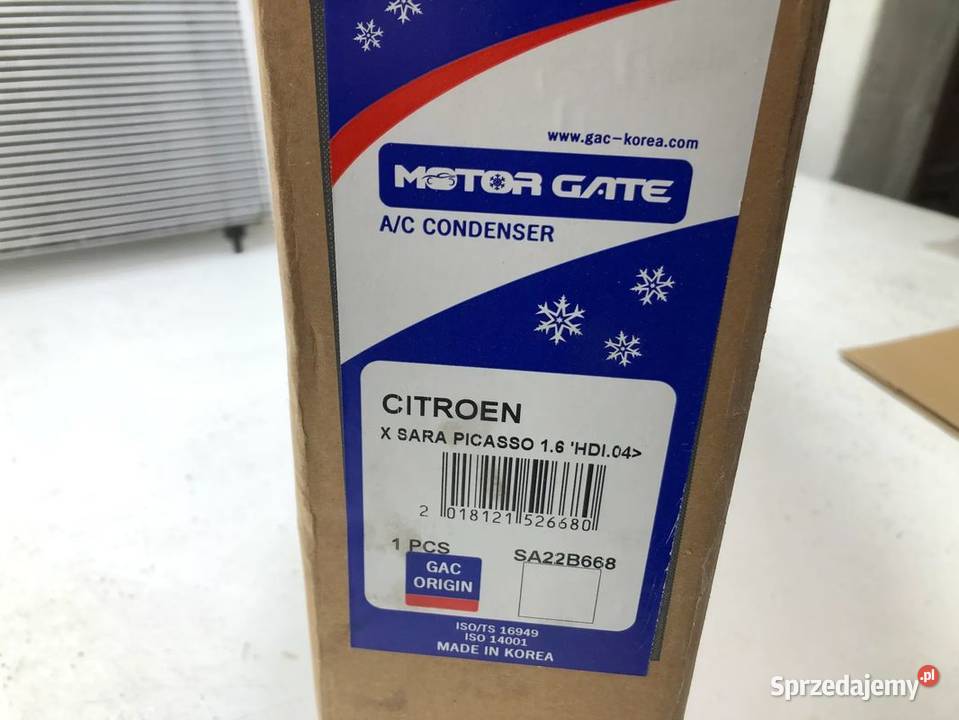 www.gac-korea.com
MOTOR GATE
A/C CONDENSER
CITROEN
X SARA PICASSO 1.6 'HDI.04>
2 018121 526680
1 PCS SA22B668
GAC
ORIGIN
ISO/TS 16949
ISO 14001
MADE IN KOREA
Sprzedajemy.pl